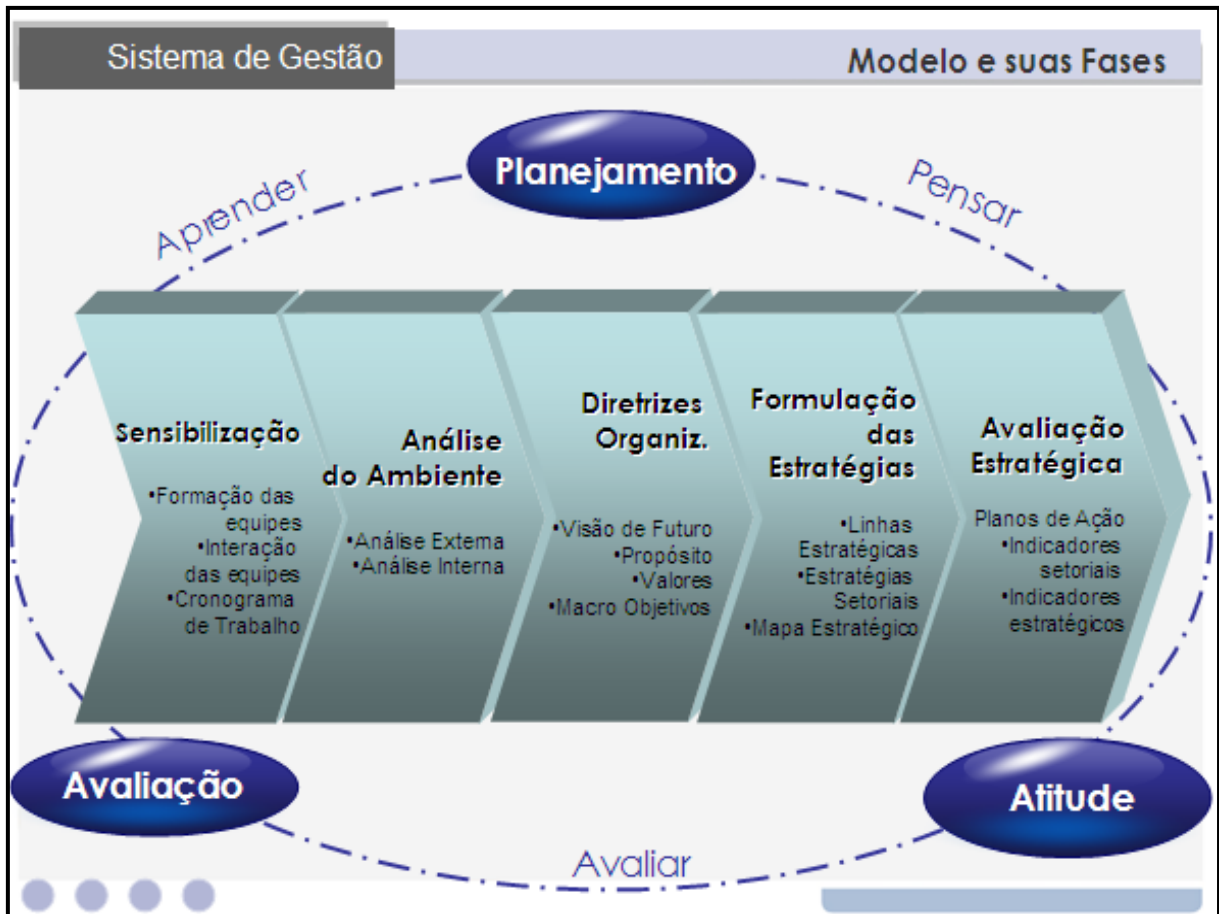 Sistema de Gestão
Modelo e suas Fases
Planejamento
Aprender
Pensar
Sensibilização
•Formação das
equipes
•Interação
das equipes
•Cronograma
de Trabalho
Análise
do Ambiente
•Análise Externa
•Análise Interna
Diretrizes
Organiz.
•Visão de Futuro
•Propósito
•Valores
•Macro Objetivos
Formulação
das
Estratégias
•Linhas
Estratégicas
•Estratégias
Setoriais
•Mapa Estratégico
Avaliação
Estratégica
Planos de Ação
•Indicadores
setoriais
•Indicadores
estratégicos
Avaliação
Atitude
Avaliar